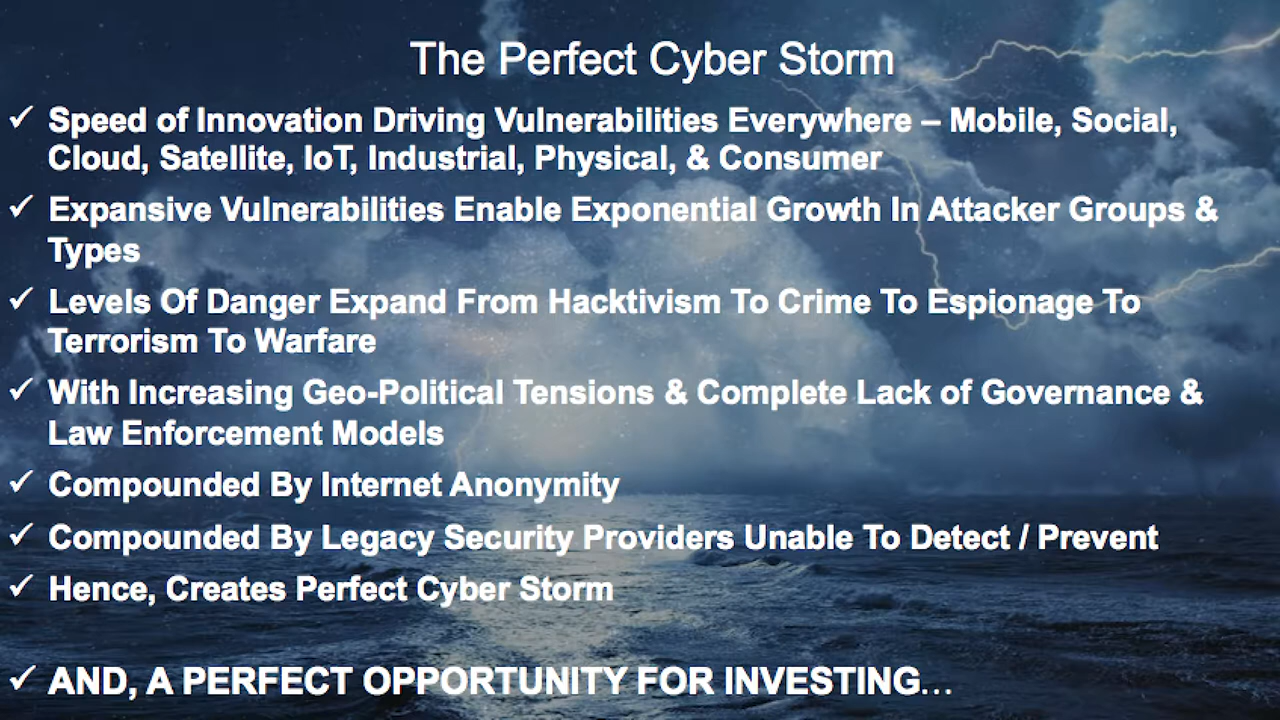 The Perfect Cyber Storm
✓ Speed of Innovation Driving Vulnerabilities Everywhere – Mobile, Social,
Cloud, Satellite, IoT, Industrial, Physical, & Consumer
✓ Expansive Vulnerabilities Enable Exponential Growth In Attacker Groups &
Types
✓ Levels Of Danger Expand From Hacktivism To Crime To Espionage To
Terrorism To Warfare
✓ With Increasing Geo-Political Tensions & Complete Lack of Governance &
Law Enforcement Models
✓ Compounded By Internet Anonymity
✓ Compounded By Legacy Security Providers Unable To Detect / Prevent
✓ Hence, Creates Perfect Cyber Storm
✓ AND, A PERFECT OPPORTUNITY FOR INVESTING…